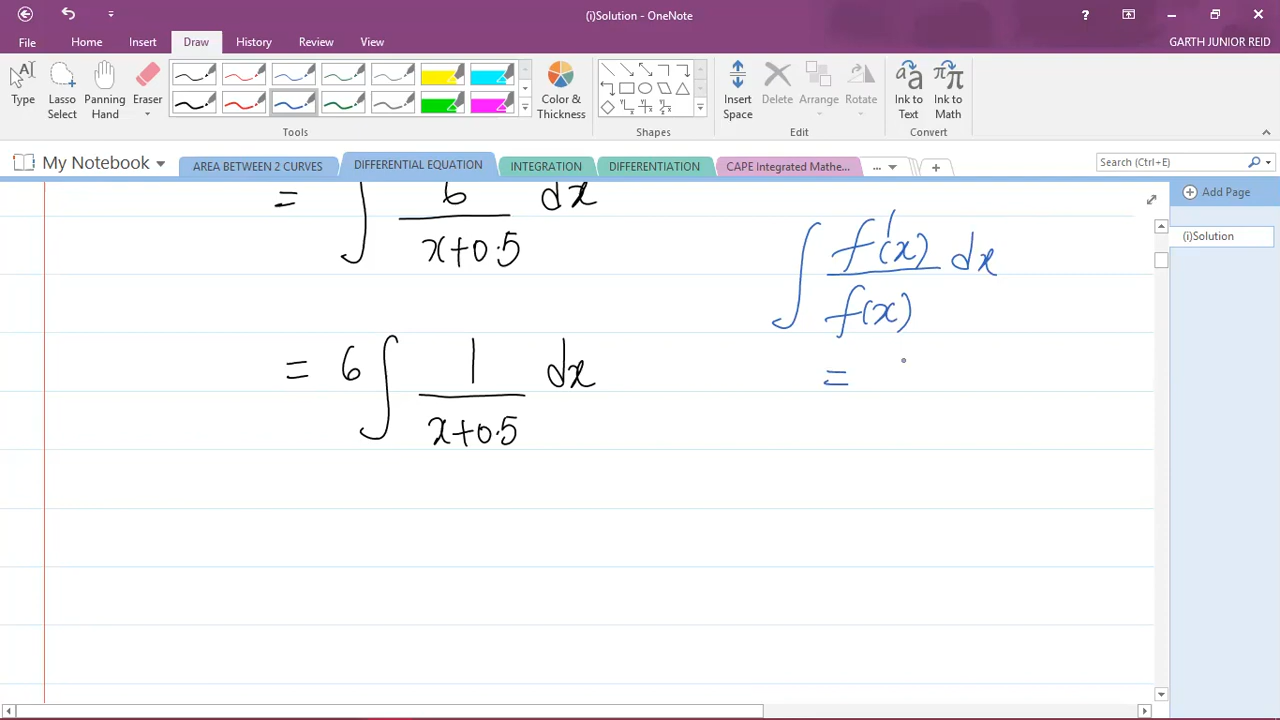 (i)Solution - OneNote
GARTH JUNIOR REID
File Home Insert Draw History Review View
Type Lasso Select Panning Hand Eraser Color & Thickness Insert Space Delete Arrange Rotate Ink to Text Ink to Math
Tools Shapes Edit Convert
My Notebook AREA BETWEEN 2 CURVES DIFFERENTIAL EQUATION INTEGRATION DIFFERENTIATION CAPE Integrated Mathe... ... + Search (Ctrl+E)
Add Page
(i)Solution
= ∫ 6/(x+0.5) dx
∫ f'(x)/f(x) dx
=
= 6 ∫ 1/(x+0.5) dx